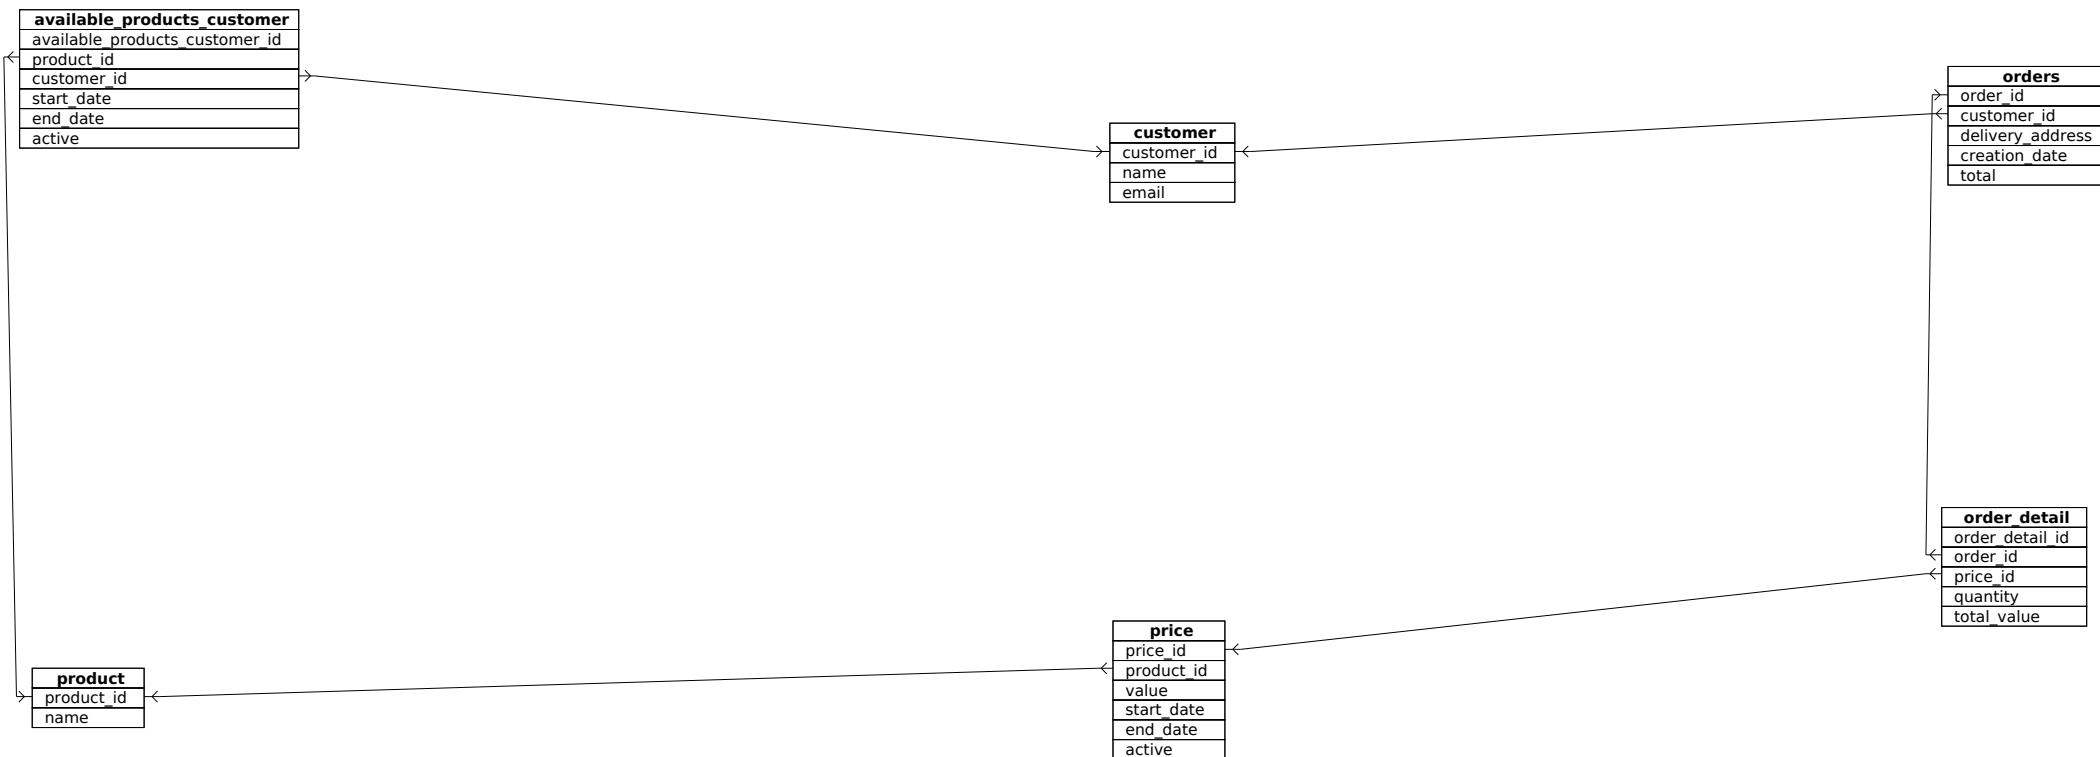 available_products_customer
available_products_customer_id
product_id
customer_id
start_date
end_date
active
customer
customer_id
name
email
orders
order_id
customer_id
delivery_address
creation_date
total
order_detail
order_detail_id
order_id
price_id
quantity
total_value
price
price_id
product_id
value
start_date
end_date
active
product
product_id
name